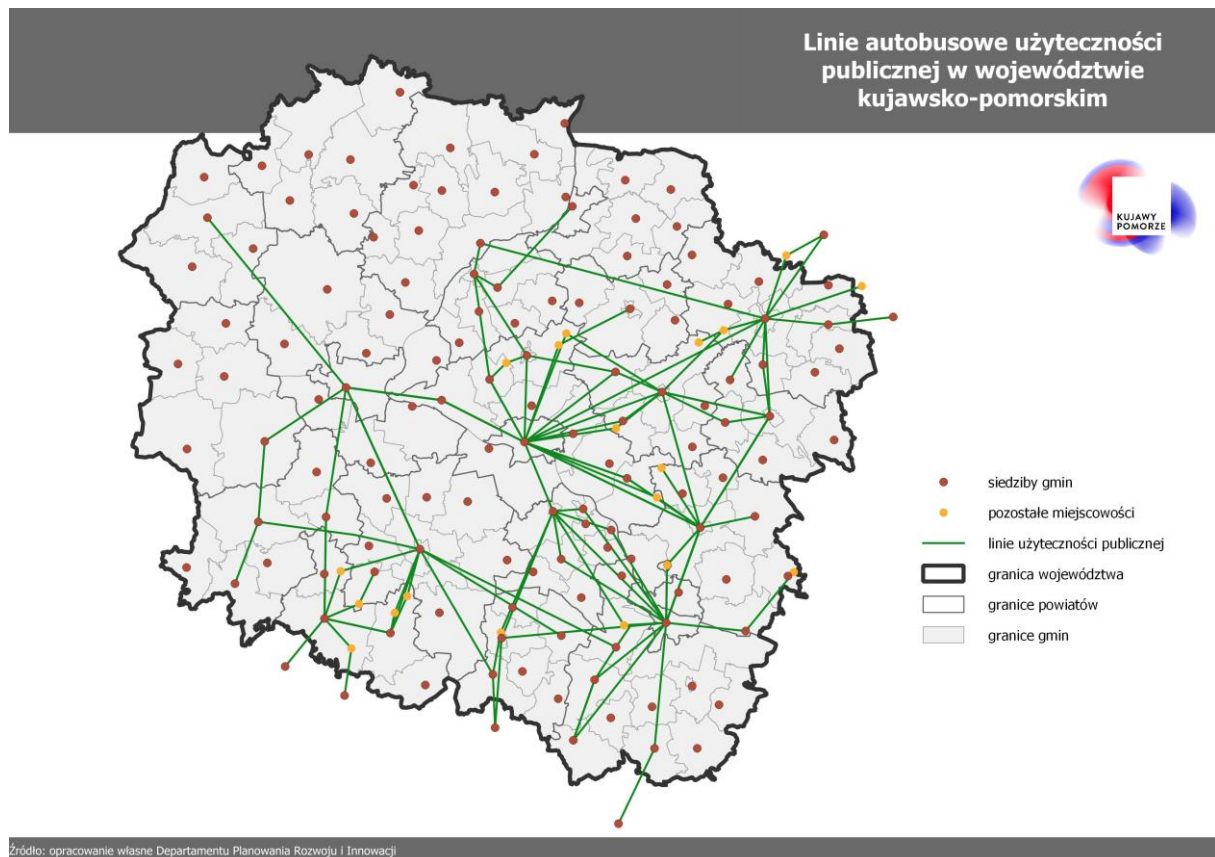 Linie autobusowe użyteczności
publicznej w województwie
kujawsko-pomorskim
KUJAWY
POMORZE
siedziby gmin
pozostałe miejscowości
linie użyteczności publicznej
granica województwa
granice powiatów
granice gmin
Źródło: opracowanie własne Departamentu Planowania Rozwoju i Innowacji